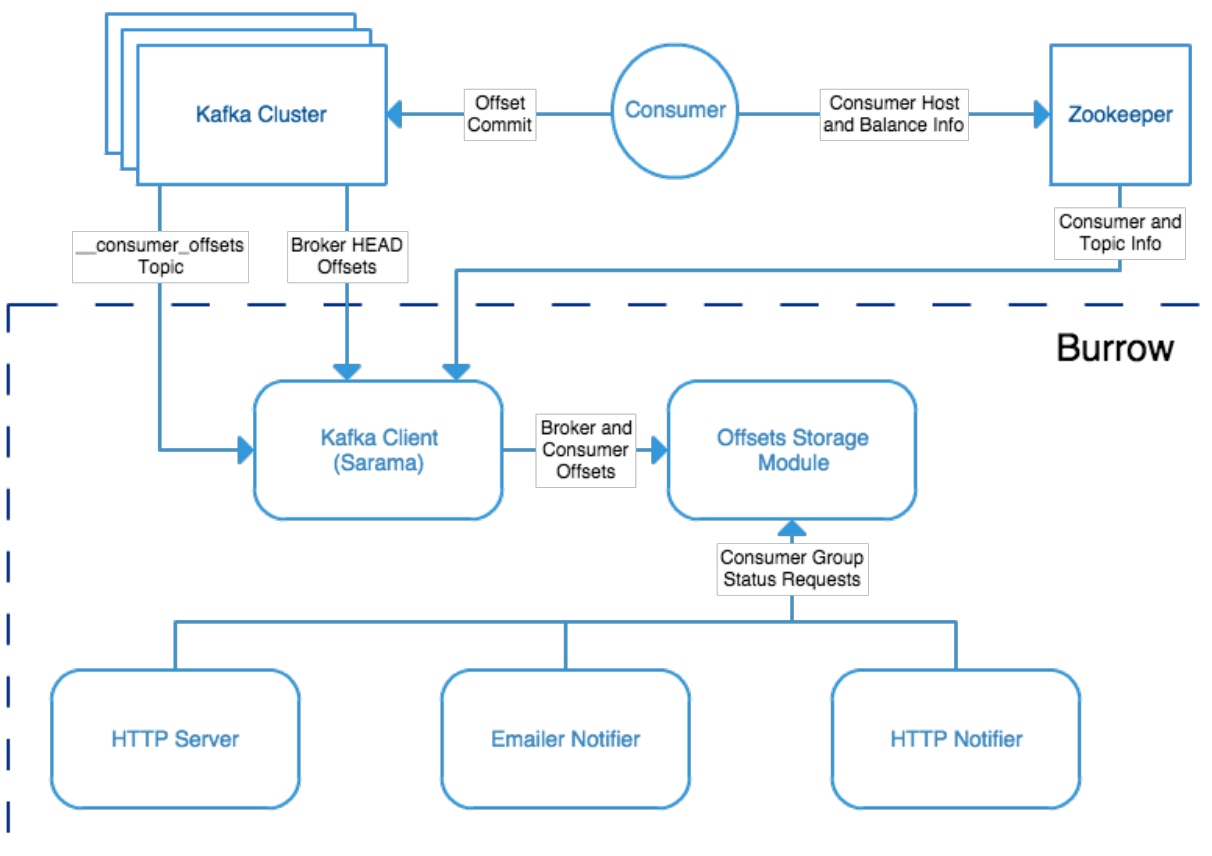 Kafka Cluster
Offset
Commit
Consumer
Consumer Host
and Balance Info
Zookeeper
__consumer_offsets
Topic
Broker HEAD
Offsets
Consumer and
Topic Info
Burrow
Kafka Client
(Sarama)
Broker and
Consumer
Offsets
Offsets Storage
Module
Consumer Group
Status Requests
HTTP Server
Emailer Notifier
HTTP Notifier